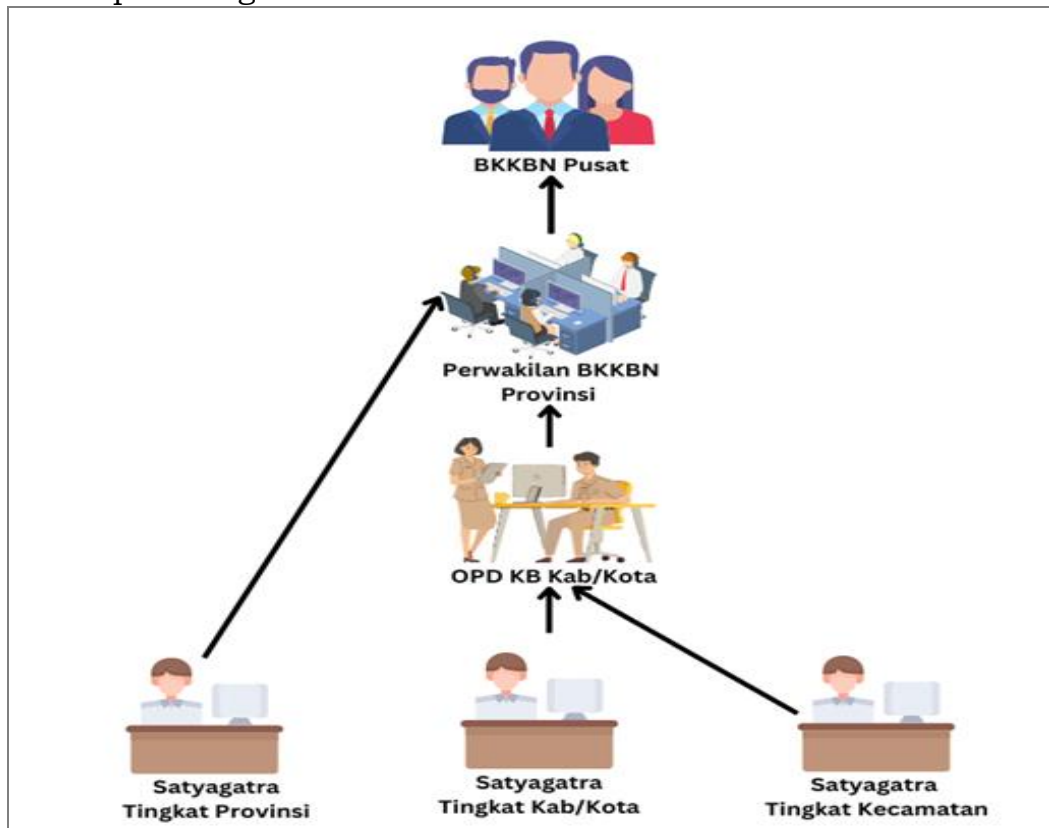 BKKBN Pusat
Perwakilan BKKBN
Provinsi
OPD KB Kab/Kota
Satyagatra
Tingkat Provinsi
Satyagatra
Tingkat Kab/Kota
Satyagatra
Tingkat Kecamatan